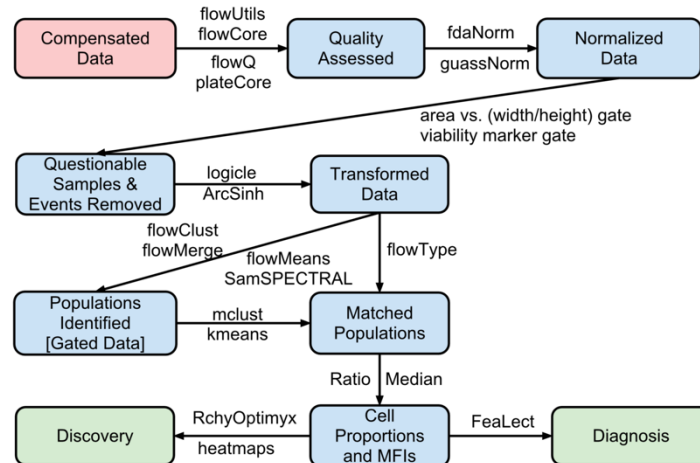 Compensated
Data
flowUtils
flowCore
flowQ
plateCore
Quality
Assessed
fdaNorm
guassNorm
Normalized
Data
area vs. (width/height) gate
viability marker gate
Questionable
Samples &
Events Removed
logicle
ArcSinh
Transformed
Data
flowClust
flowMerge
flowMeans
SamSPECTRAL
flowType
Populations
Identified
[Gated Data]
mclust
kmeans
Matched
Populations
Ratio
Median
Discovery
RchyOptimyx
heatmaps
Cell
Proportions
and MFIs
FeaLect
Diagnosis